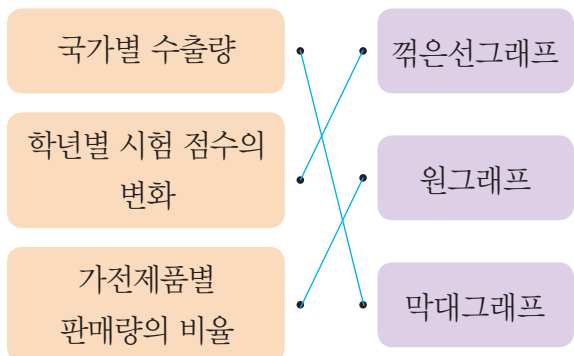 국가별 수출량
꺾은선그래프
학년별 시험 점수의
변화
원그래프
가전제품별
판매량의 비율
막대그래프